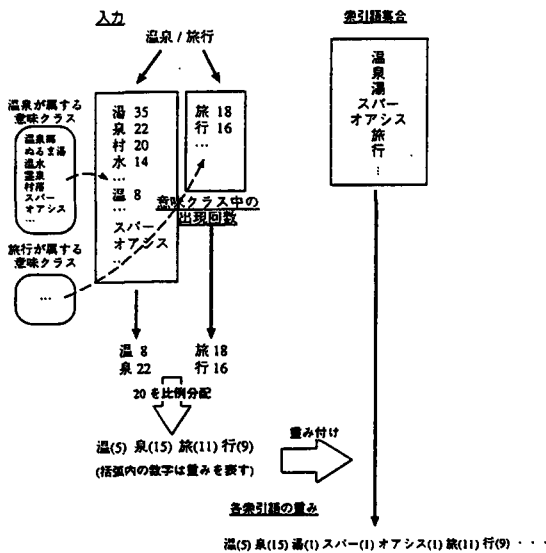 入力
温泉 / 旅行
温泉が属する
意味クラス
温泉郷
ぬるま湯
温水
霊泉
村落
スパー
オアシス
…
旅行が属する
意味クラス
…
湯 35
泉 22
村 20
水 14
…
温 8
…
スパー
オアシス
…
旅 18
行 16
…
意味クラス中の
出現回数
温 8
泉 22
旅 18
行 16
20 を比例分配
温(5) 泉(15) 旅(11) 行(9)
(括弧内の数字は重みを表す)
重み付け
索引語集合
温
泉
湯
スパー
オアシス
旅
行
⋮
各索引語の重み
温(5) 泉(15) 湯(1) スパー(1) オアシス(1) 旅(11) 行(9) ・・・